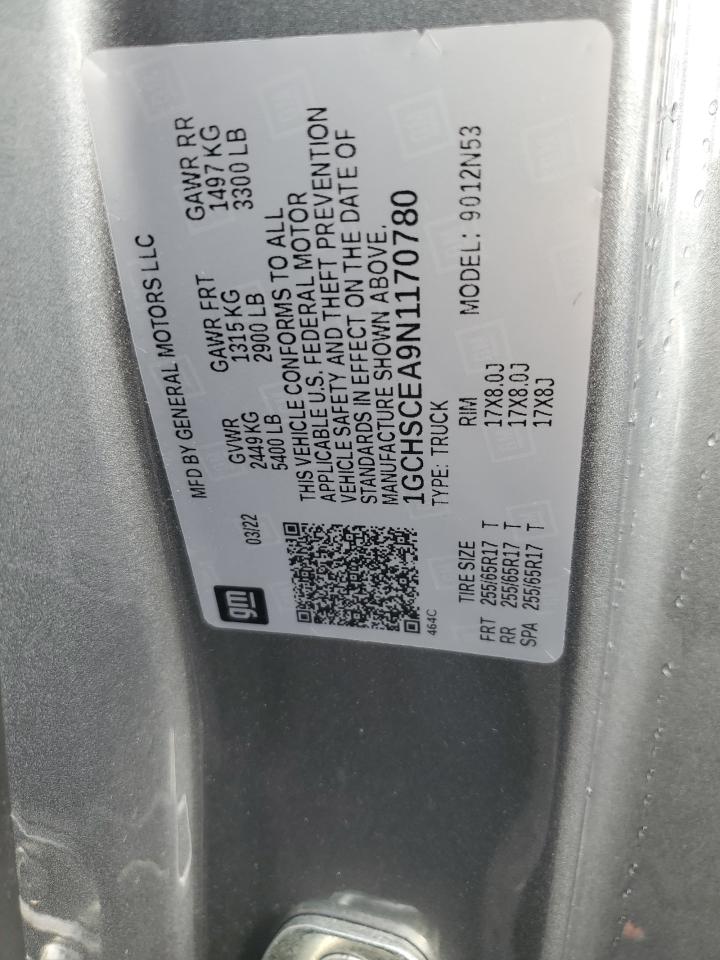 MFD BY GENERAL MOTORS LLC
gm
03/22
GVWR GAWR FRT GAWR RR
2449 KG 1315 KG 1497 KG
5400 LB 2900 LB 3300 LB
THIS VEHICLE CONFORMS TO ALL
APPLICABLE U.S. FEDERAL MOTOR
VEHICLE SAFETY AND THEFT PREVENTION
STANDARDS IN EFFECT ON THE DATE OF
MANUFACTURE SHOWN ABOVE.
1GCHSCEA9N1170780
464C
TYPE: TRUCK
MODEL: 9012N53
TIRE SIZE RIM
FRT 255/65R17 T 17X8.0J
RR 255/65R17 T 17X8.0J
SPA 255/65R17 T 17X8J